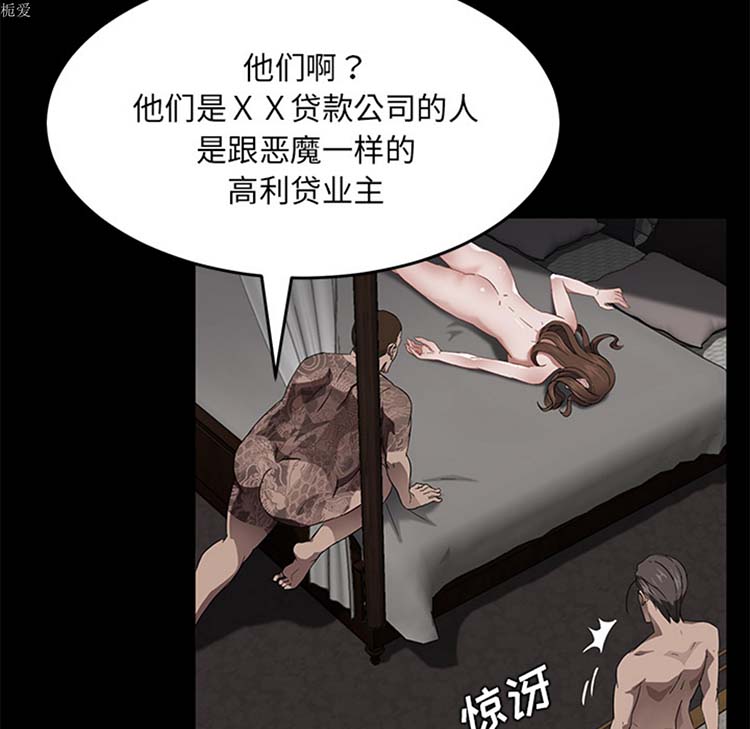 栀爱
他们啊？
他们是ＸＸ贷款公司的人
是跟恶魔一样的
高利贷业主
惊讶